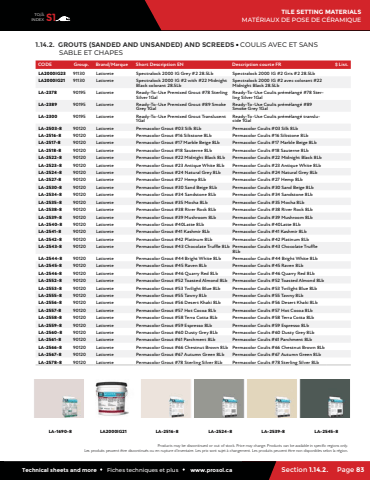 TILE INDEX 51
TILE SETTING MATERIALS
MATÉRIAUX DE POSE DE CÉRAMIQUE
1.14.2. GROUTS (SANDED AND UNSANDED) AND SCREEDS • COULIS AVEC ET SANS
SABLE ET CHAPES
CODE Group. Brand/Marque Short Description EN Description courte FR $ List.
LA2000IG23 91130 Laticrete Spectralock 2000 IG Grey #2 28.5Lb Spectralock 2000 IG #2 Gris #2 28.5Lb
LA2000IG21 91130 Laticrete Spectralock 2000 IG #2 with #22 Midnight Spectralock 2000 IG #2 avec colorant #22
Black colorant 28.5Lb Midnight Black 28.5Lb
LA-2578 90195 Laticrete Ready-To-Use Premixed Grout #78 Sterling Ready-To-Use Coulis prémélangé #78 Ster-
Silver 1Gal ling Silver 1Gal
LA-2589 90195 Laticrete Ready-To-Use Premixed Grout #89 Smoke Ready-To-Use Coulis prémélangé #89
Grey 1Gal Smoke Grey 1Gal
LA-2500 90195 Laticrete Ready-To-Use Premixed Grout Translucent Ready-To-Use Coulis prémélangé translu-
1Gal cide 1Gal
LA-2503-8 90120 Laticrete Permacolor Grout #03 Silk 8Lb Permacolor Coulis #03 Silk 8Lb
LA-2516-8 90120 Laticrete Permacolor Grout #16 Silstone 8Lb Permacolor Coulis #16 Silstone 8Lb
LA-2517-8 90120 Laticrete Permacolor Grout #17 Marble Beige 8Lb Permacolor Coulis #17 Marble Beige 8Lb
LA-2518-8 90120 Laticrete Permacolor Grout #18 Sauterne 8Lb Permacolor Coulis #18 Sauterne 8Lb
LA-2522-8 90120 Laticrete Permacolor Grout #22 Midnight Black 8Lb Permacolor Coulis #22 Midnight Black 8Lb
LA-2523-8 90120 Laticrete Permacolor Grout #23 Antique White 8Lb Permacolor Coulis #23 Antique White 8Lb
LA-2524-8 90120 Laticrete Permacolor Grout #24 Natural Grey 8Lb Permacolor Coulis #24 Natural Grey 8Lb
LA-2527-8 90120 Laticrete Permacolor Grout #27 Hemp 8Lb Permacolor Coulis #27 Hemp 8Lb
LA-2530-8 90120 Laticrete Permacolor Grout #30 Sand Beige 8Lb Permacolor Coulis #30 Sand Beige 8Lb
LA-2534-8 90120 Laticrete Permacolor Grout #34 Sandstone 8Lb Permacolor Coulis #34 Sandstone 8Lb
LA-2535-8 90120 Laticrete Permacolor Grout #35 Mocha 8Lb Permacolor Coulis #35 Mocha 8Lb
LA-2538-8 90120 Laticrete Permacolor Grout #38 River Rock 8Lb Permacolor Coulis #38 River Rock 8Lb
LA-2539-8 90120 Laticrete Permacolor Grout #39 Mushroom 8Lb Permacolor Coulis #39 Mushroom 8Lb
LA-2540-8 90120 Laticrete Permacolor Grout #40Latte 8Lb Permacolor Coulis #40Latte 8Lb
LA-2541-8 90120 Laticrete Permacolor Grout #41 Kashmir 8Lb Permacolor Coulis #41 Kashmir 8Lb
LA-2542-8 90120 Laticrete Permacolor Grout #42 Platinum 8Lb Permacolor Coulis #42 Platinum 8Lb
LA-2543-8 90120 Laticrete Permacolor Grout #43 Chocolate Truffle 8Lb Permacolor Coulis #43 Chocolate Truffle
8Lb 8Lb
LA-2544-8 90120 Laticrete Permacolor Grout #44 Bright White 8Lb Permacolor Coulis #44 Bright White 8Lb
LA-2545-8 90120 Laticrete Permacolor Grout #45 Raven 8Lb Permacolor Coulis #45 Raven 8Lb
LA-2546-8 90120 Laticrete Permacolor Grout #46 Quarry Red 8Lb Permacolor Coulis #46 Quarry Red 8Lb
LA-2552-8 90120 Laticrete Permacolor Grout #52 Toasted Almond 8Lb Permacolor Coulis #52 Toasted Almond 8Lb
LA-2553-8 90120 Laticrete Permacolor Grout #53 Twilight Blue 8Lb Permacolor Coulis #53 Twilight Blue 8Lb
LA-2555-8 90120 Laticrete Permacolor Grout #55 Tawny 8Lb Permacolor Coulis #55 Tawny 8Lb
LA-2556-8 90120 Laticrete Permacolor Grout #56 Desert Khaki 8Lb Permacolor Coulis #56 Desert Khaki 8Lb
LA-2557-8 90120 Laticrete Permacolor Grout #57 Hot Cocoa 8Lb Permacolor Coulis #57 Hot Cocoa 8Lb
LA-2558-8 90120 Laticrete Permacolor Grout #58 Terra Cotta 8Lb Permacolor Coulis #58 Terra Cotta 8Lb
LA-2559-8 90120 Laticrete Permacolor Grout #59 Espresso 8Lb Permacolor Coulis #59 Espresso 8Lb
LA-2560-8 90120 Laticrete Permacolor Grout #60 Dusty Grey 8Lb Permacolor Coulis #60 Dusty Grey 8Lb
LA-2561-8 90120 Laticrete Permacolor Grout #61 Parchment 8Lb Permacolor Coulis #61 Parchment 8Lb
LA-2566-8 90120 Laticrete Permacolor Grout #66 Chestnut Brown 8Lb Permacolor Coulis #66 Chestnut Brown 8Lb
LA-2567-8 90120 Laticrete Permacolor Grout #67 Autumn Green 8Lb Permacolor Coulis #67 Autumn Green 8Lb
LA-2578-8 90120 Laticrete Permacolor Grout #78 Sterling Silver 8Lb Permacolor Coulis #78 Sterling Silver 8Lb
LA-1690-8 LA2000IG21 LA-2516-8 LA-2524-8 LA-2539-8 LA-2545-8
Products may be discontinued or out of stock. Price may change. Products can be available in specific regions only.
Les produits peuvent être discontinués ou en rupture d'inventaire. Les prix sont sujet à changement. Les produits peuvent être non disponibles selon la région.
Technical sheets and more • Fiches techniques et plus • www.prosol.ca Section 1.14.2. Page 83